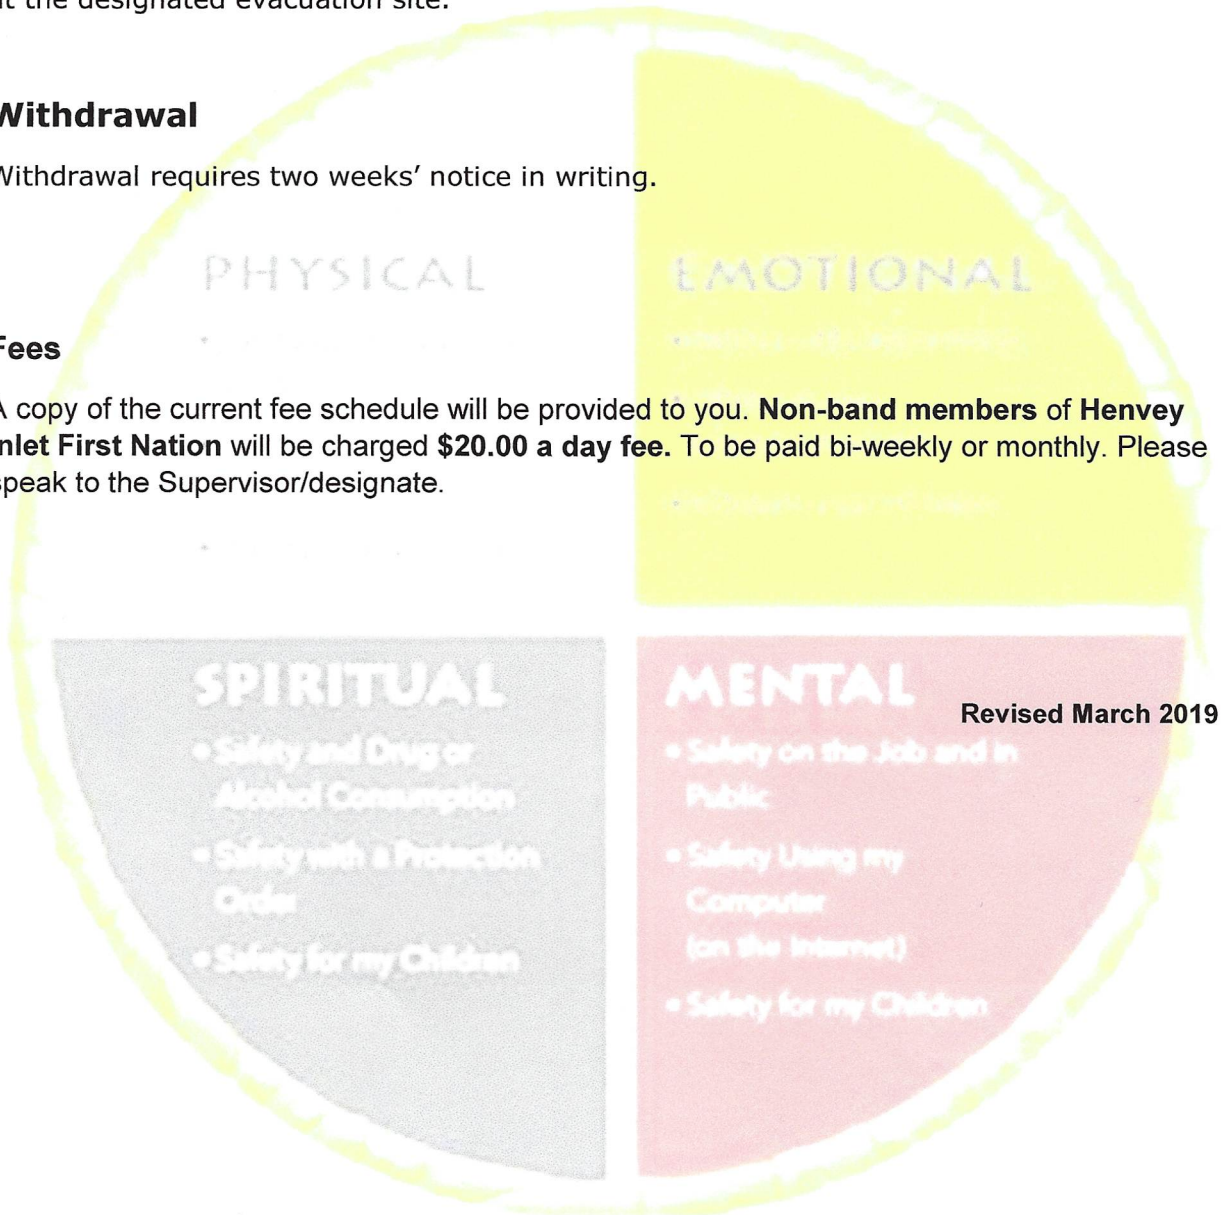 at the designated evacuation site.
Withdrawal
Withdrawal requires two weeks’ notice in writing.
PHYSICAL
EMOTIONAL
Fees
A copy of the current fee schedule will be provided to you. Non-band members of Henvey
Inlet First Nation will be charged $20.00 a day fee. To be paid bi-weekly or monthly. Please
speak to the Supervisor/designate.
SPIRITUAL
• Safety and Drug or
Alcohol Consumption
• Safety with a Protection
Order
• Safety for my Children
MENTAL
Revised March 2019
• Safety on the Job and in
Public
• Safety Using my
Computer
(on the Internet)
• Safety for my Children